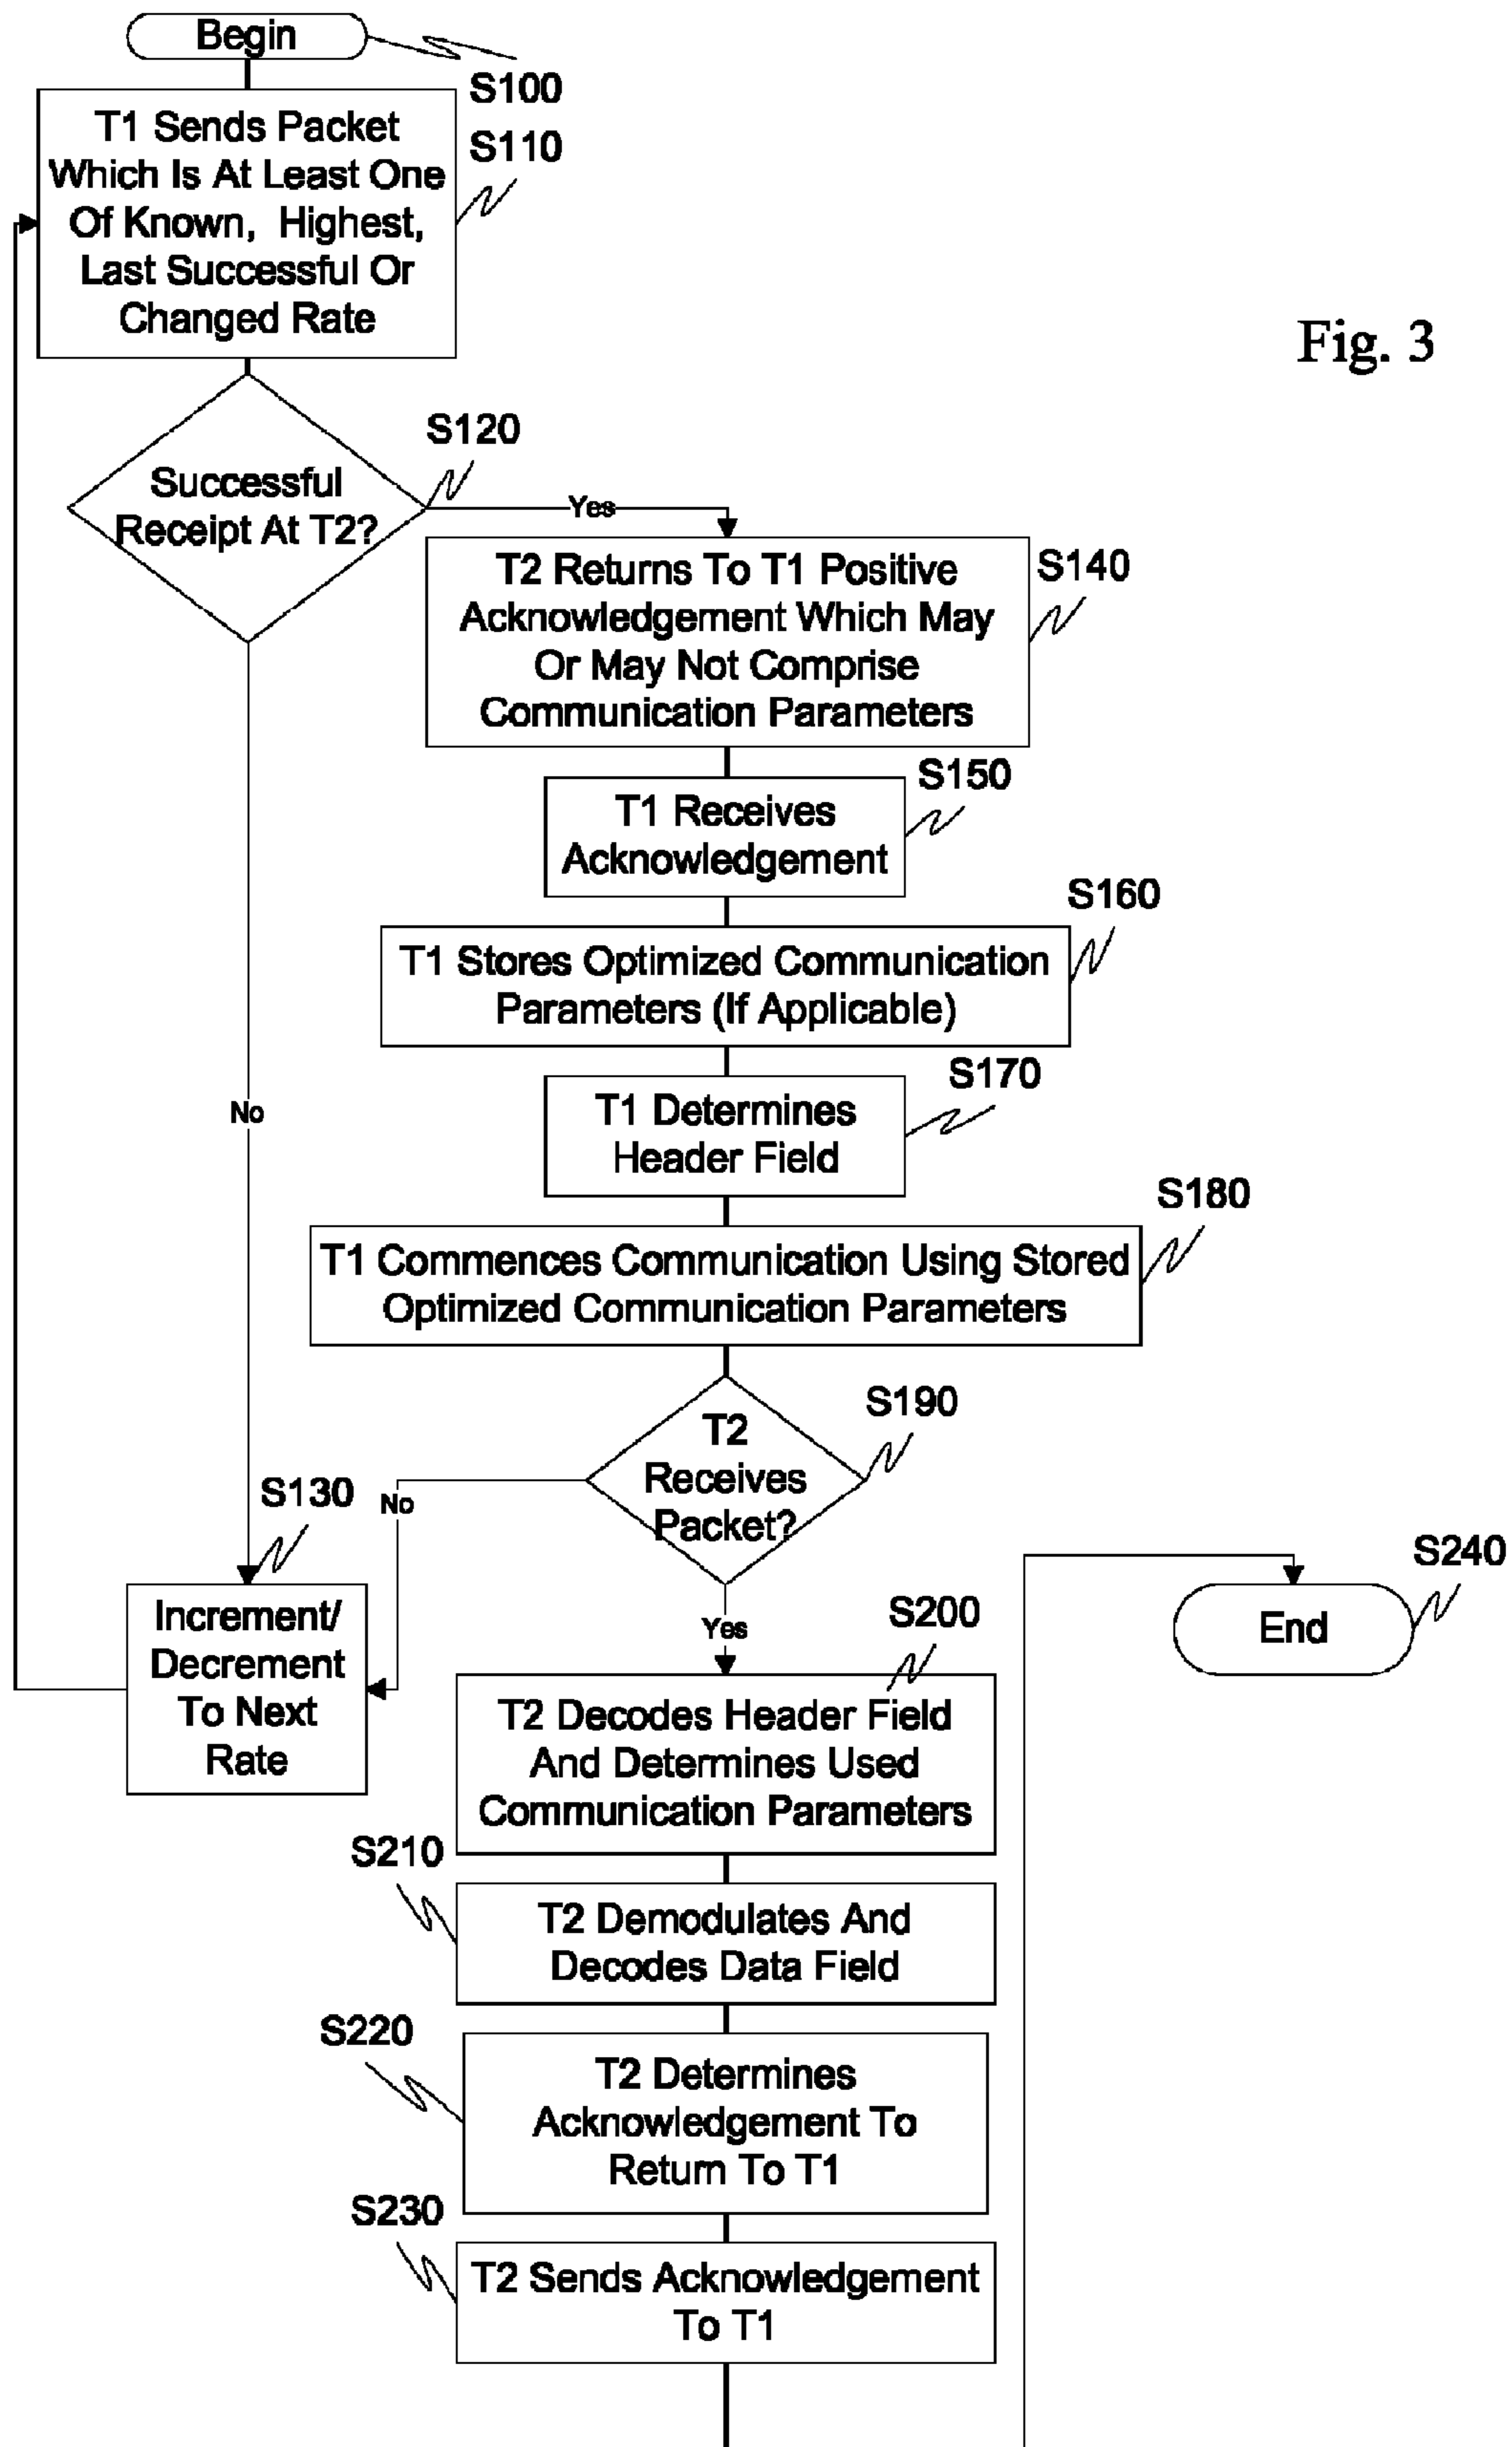 Begin
S100
T1 Sends Packet
Which Is At Least One
Of Known, Highest,
Last Successful Or
Changed Rate
S110
Fig. 3
Successful
Receipt At T2?
S120
Yes
T2 Returns To T1 Positive
Acknowledgement Which May
Or May Not Comprise
Communication Parameters
S140
T1 Receives
Acknowledgement
S150
T1 Stores Optimized Communication
Parameters (If Applicable)
S160
T1 Determines
Header Field
S170
No
T1 Commences Communication Using Stored
Optimized Communication Parameters
S180
T2
Receives
Packet?
S190
No
S130
Increment/
Decrement
To Next
Rate
Yes
S200
T2 Decodes Header Field
And Determines Used
Communication Parameters
S210
T2 Demodulates And
Decodes Data Field
S220
T2 Determines
Acknowledgement To
Return To T1
S230
T2 Sends Acknowledgement
To T1
End
S240